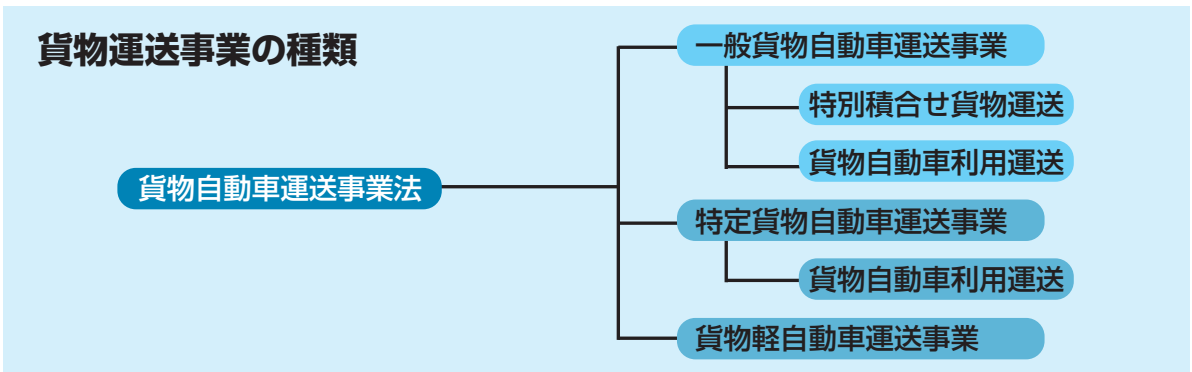 貨物運送事業の種類
一般貨物自動車運送事業
特別積合せ貨物運送
貨物自動車利用運送
貨物自動車運送事業法
特定貨物自動車運送事業
貨物自動車利用運送
貨物軽自動車運送事業